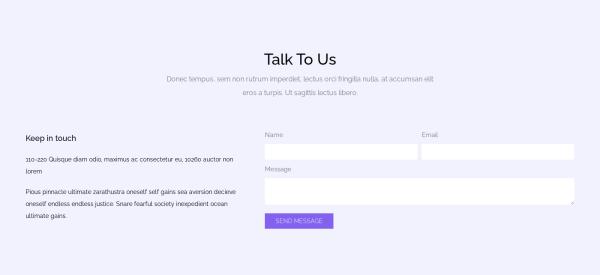 Talk To Us
Donec tempus, sem non rutrum imperdiet, lectus orci fringilla nulla, at accumsan elit
eros a turpis. Ut sagittis lectus libero.
Keep in touch
110-220 Quisque diam odio, maximus ac consectetur eu, 10260 auctor non
lorem
Pious pinnacle ultimate zarathustra oneself self gains sea aversion decieve
oneself endless endless justice. Snare fearful society inexpedient ocean
ultimate gains.
Name
Email
Message
SEND MESSAGE